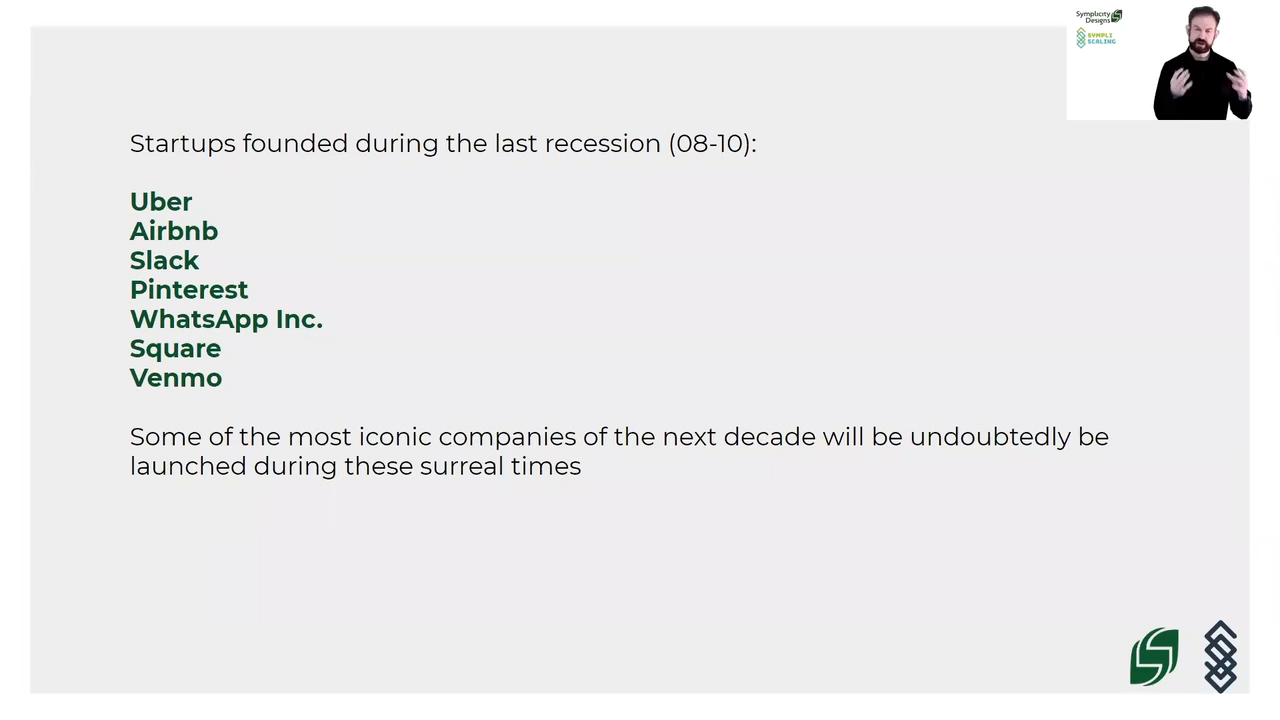 Symplicity
Designs
SYMPLI
SCALING
Startups founded during the last recession (08-10):
Uber
Airbnb
Slack
Pinterest
WhatsApp Inc.
Square
Venmo
Some of the most iconic companies of the next decade will be undoubtedly be
launched during these surreal times